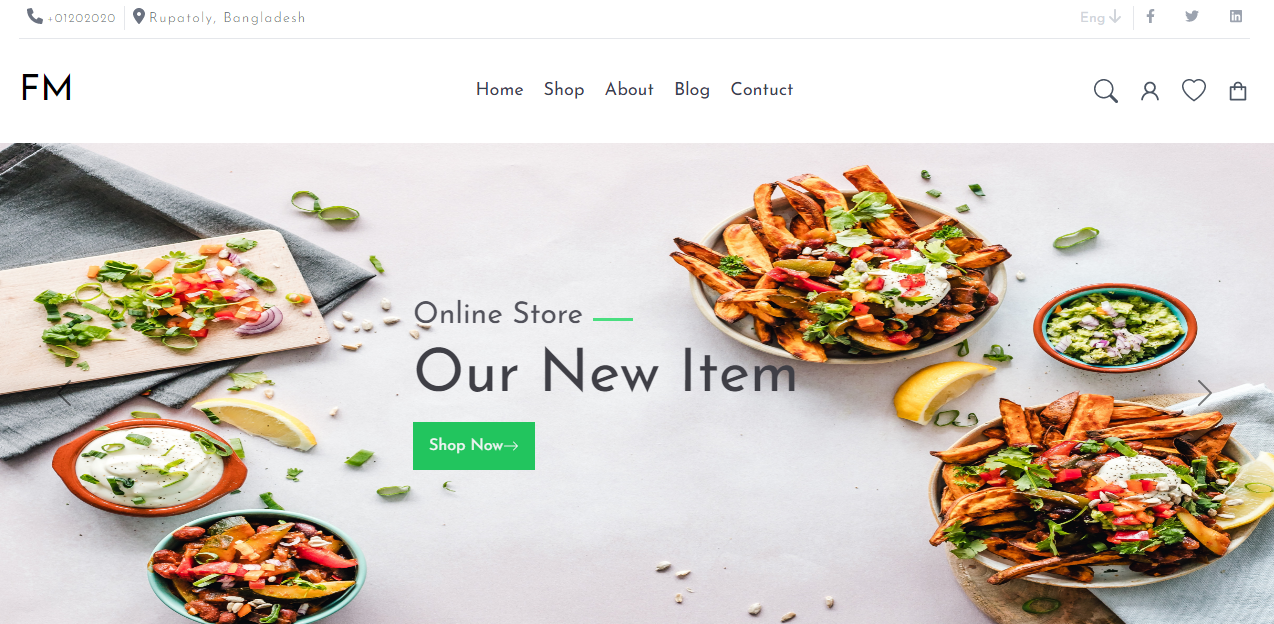 +01202020 Rupatoly, Bangladesh Eng
FM Home Shop About Blog Contuct
Online Store
Our New Item
Shop Now